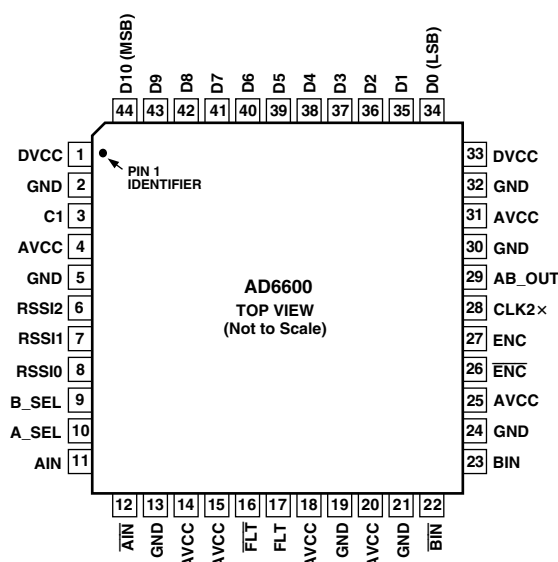 D10 (MSB)
D9
D8
D7
D6
D5
D4
D3
D2
D1
D0 (LSB)
44
43
42
41
40
39
38
37
36
35
34
DVCC 1
GND 2
C1 3
AVCC 4
GND 5
RSSI2 6
RSSI1 7
RSSI0 8
B_SEL 9
A_SEL 10
AIN 11
PIN 1
IDENTIFIER
AD6600
TOP VIEW
(Not to Scale)
33 DVCC
32 GND
31 AVCC
30 GND
29 AB_OUT
28 CLK2×
27 ENC
26 E̅N̅C̅
25 AVCC
24 GND
23 BIN
12
13
14
15
16
17
18
19
20
21
22
A̅I̅N̅
GND
AVCC
AVCC
F̅L̅T̅
FLT
AVCC
GND
AVCC
GND
B̅I̅N̅